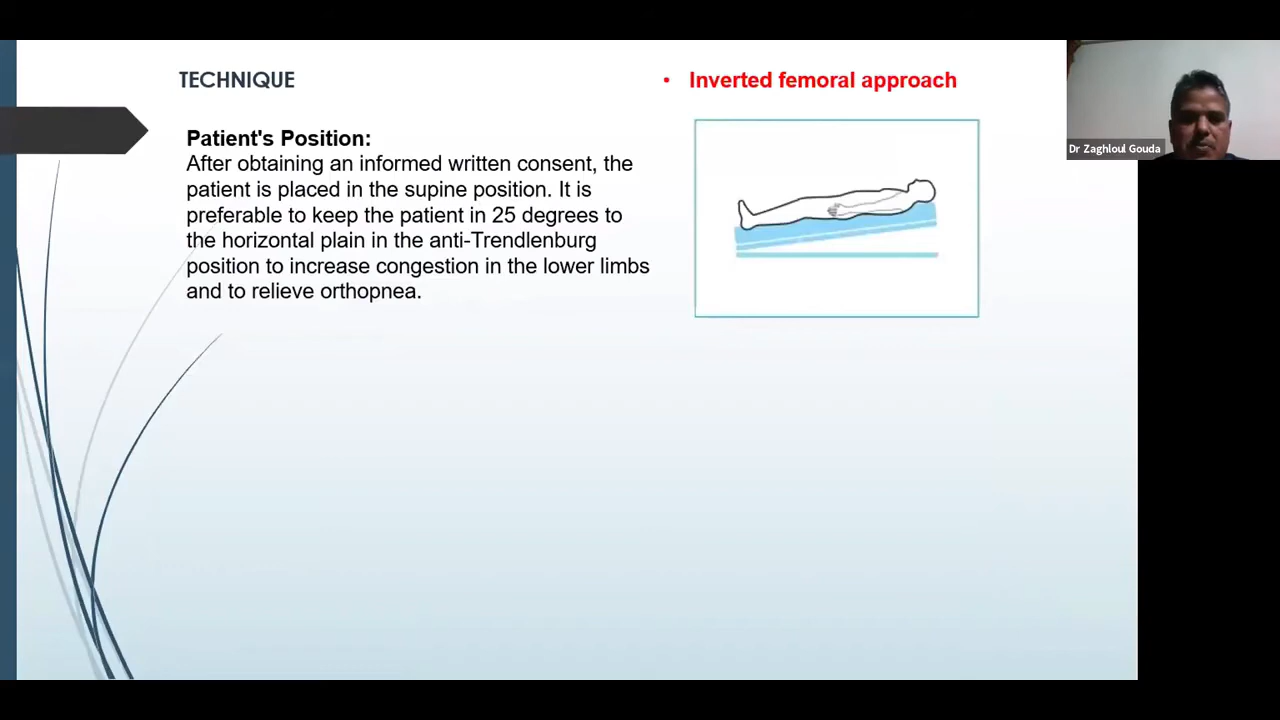 TECHNIQUE
• Inverted femoral approach
Patient's Position:
After obtaining an informed written consent, the
patient is placed in the supine position. It is
preferable to keep the patient in 25 degrees to
the horizontal plain in the anti-Trendlenburg
position to increase congestion in the lower limbs
and to relieve orthopnea.
Dr Zaghloul Gouda